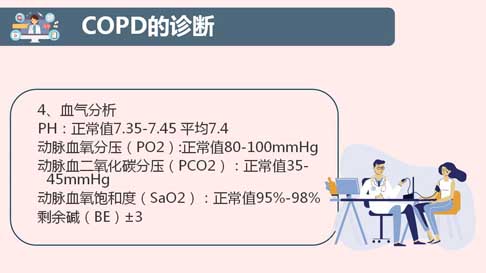 COPD的诊断
4、血气分析
PH：正常值7.35-7.45 平均7.4
动脉血氧分压（PO2）:正常值80-100mmHg
动脉血二氧化碳分压（PCO2）：正常值35-
45mmHg
动脉血氧饱和度（SaO2）：正常值95%-98%
剩余碱（BE）±3